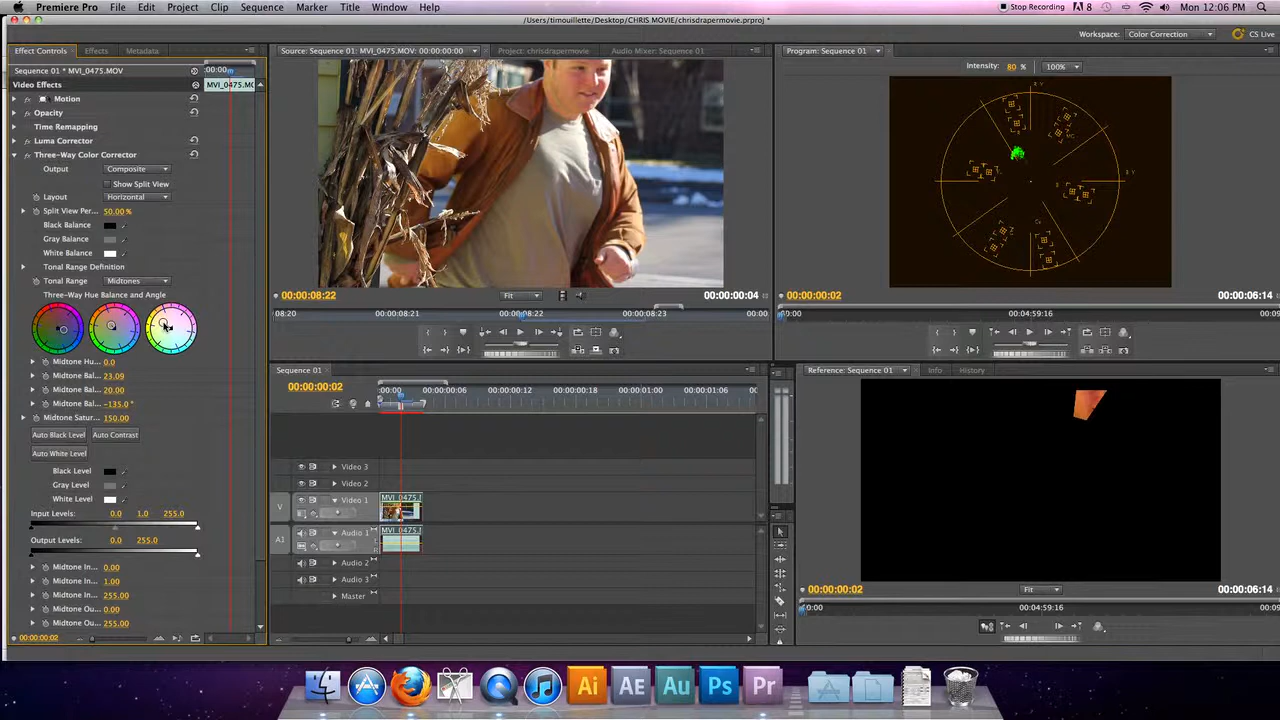 Premiere Pro File Edit Project Clip Sequence Marker Title Window Help Stop Recording 8 Mon 12:06 PM
/Users/timouillette/Desktop/CHRIS MOVIE/chrisdrapermovie.prproj *
Workspace: Color Correction CS Live
Effect Controls Effects Metadata
Sequence 01 * MVI_0475.MOV :00:00
Video Effects MVI_0475.MO
Motion
Opacity
Time Remapping
Luma Corrector
Three-Way Color Corrector
Output Composite
Show Split View
Layout Horizontal
Split View Per... 50.00 %
Black Balance
Gray Balance
White Balance
Tonal Range Definition
Tonal Range Midtones
Three-Way Hue Balance and Angle
Midtone Hu... 0.0
Midtone Bal... 23.09
Midtone Bal... 20.00
Midtone Bal... -135.0 °
Midtone Satur... 150.00
Auto Black Level Auto Contrast
Auto White Level
Black Level
Gray Level
White Level
Input Levels: 0.0 1.0 255.0
Output Levels: 0.0 255.0
Midtone In... 0.00
Midtone In... 1.00
Midtone In... 255.00
Midtone Ou... 0.00
Midtone Ou... 255.00
00:00:00:02
Source: Sequence 01: MVI_0475.MOV: 00:00:00:00 Project: chrisdrapermovie Audio Mixer: Sequence 01
00:00:08:22 Fit 00:00:00:04
08:20 00:00:08:21 00:00:08:22 00:00:08:23 00:00
Program: Sequence 01
Intensity: 80 % 100%
00:00:00:02 00:00:06:14
00:00 00:04:59:16 00:09
Sequence 01
00:00:00:02
:00:00 00:00:00:06 00:00:00:12 00:00:00:18 00:00:01:00 00:00:01:06 00:
Video 3
Video 2
V Video 1 MVI_0475.
A1 Audio 1 MVI_0475.
Audio 2
Audio 3
Master
Reference: Sequence 01 Info History
00:00:00:02 Fit 00:00:06:14
00:00 00:04:59:16 00:09
Ai AE Au Ps Pr